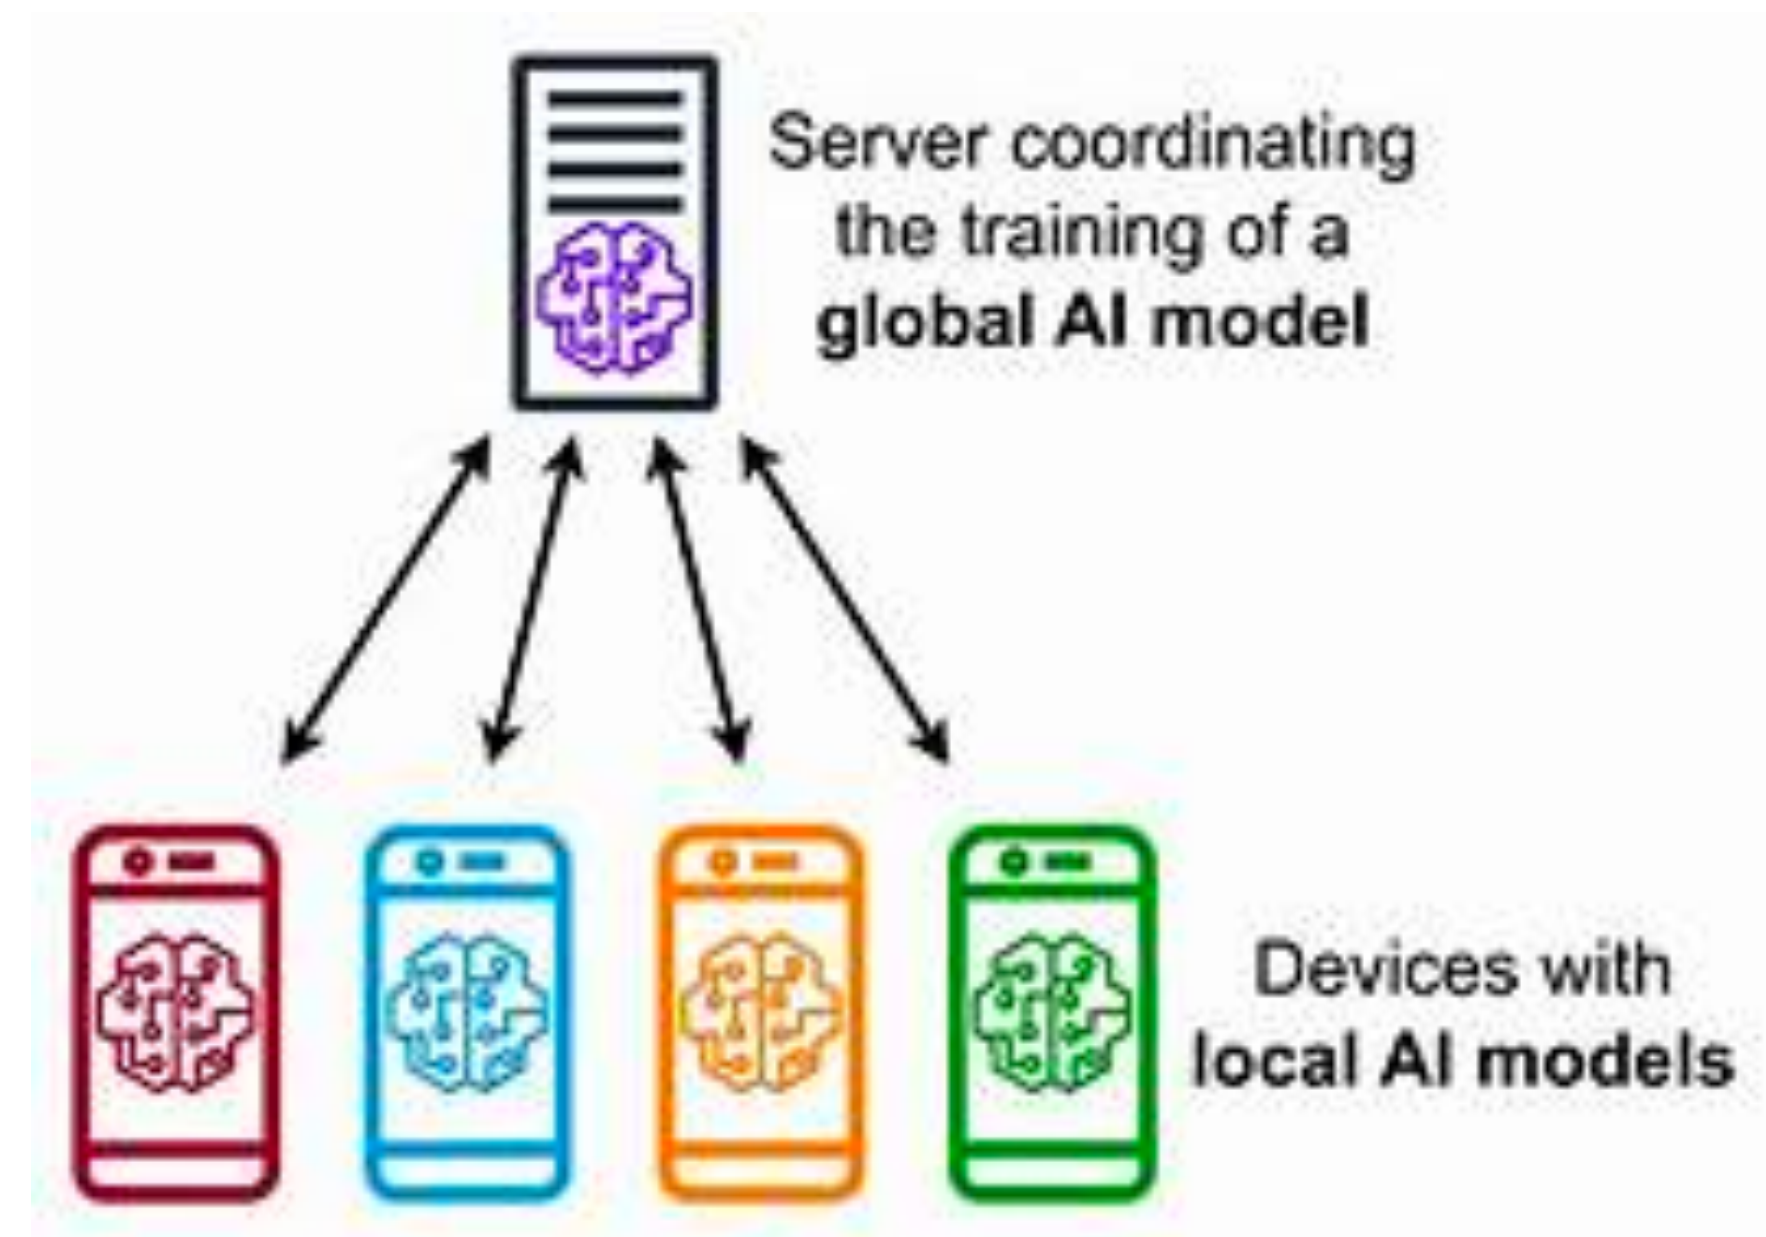 Server coordinating
the training of a
global AI model
Devices with
local AI models